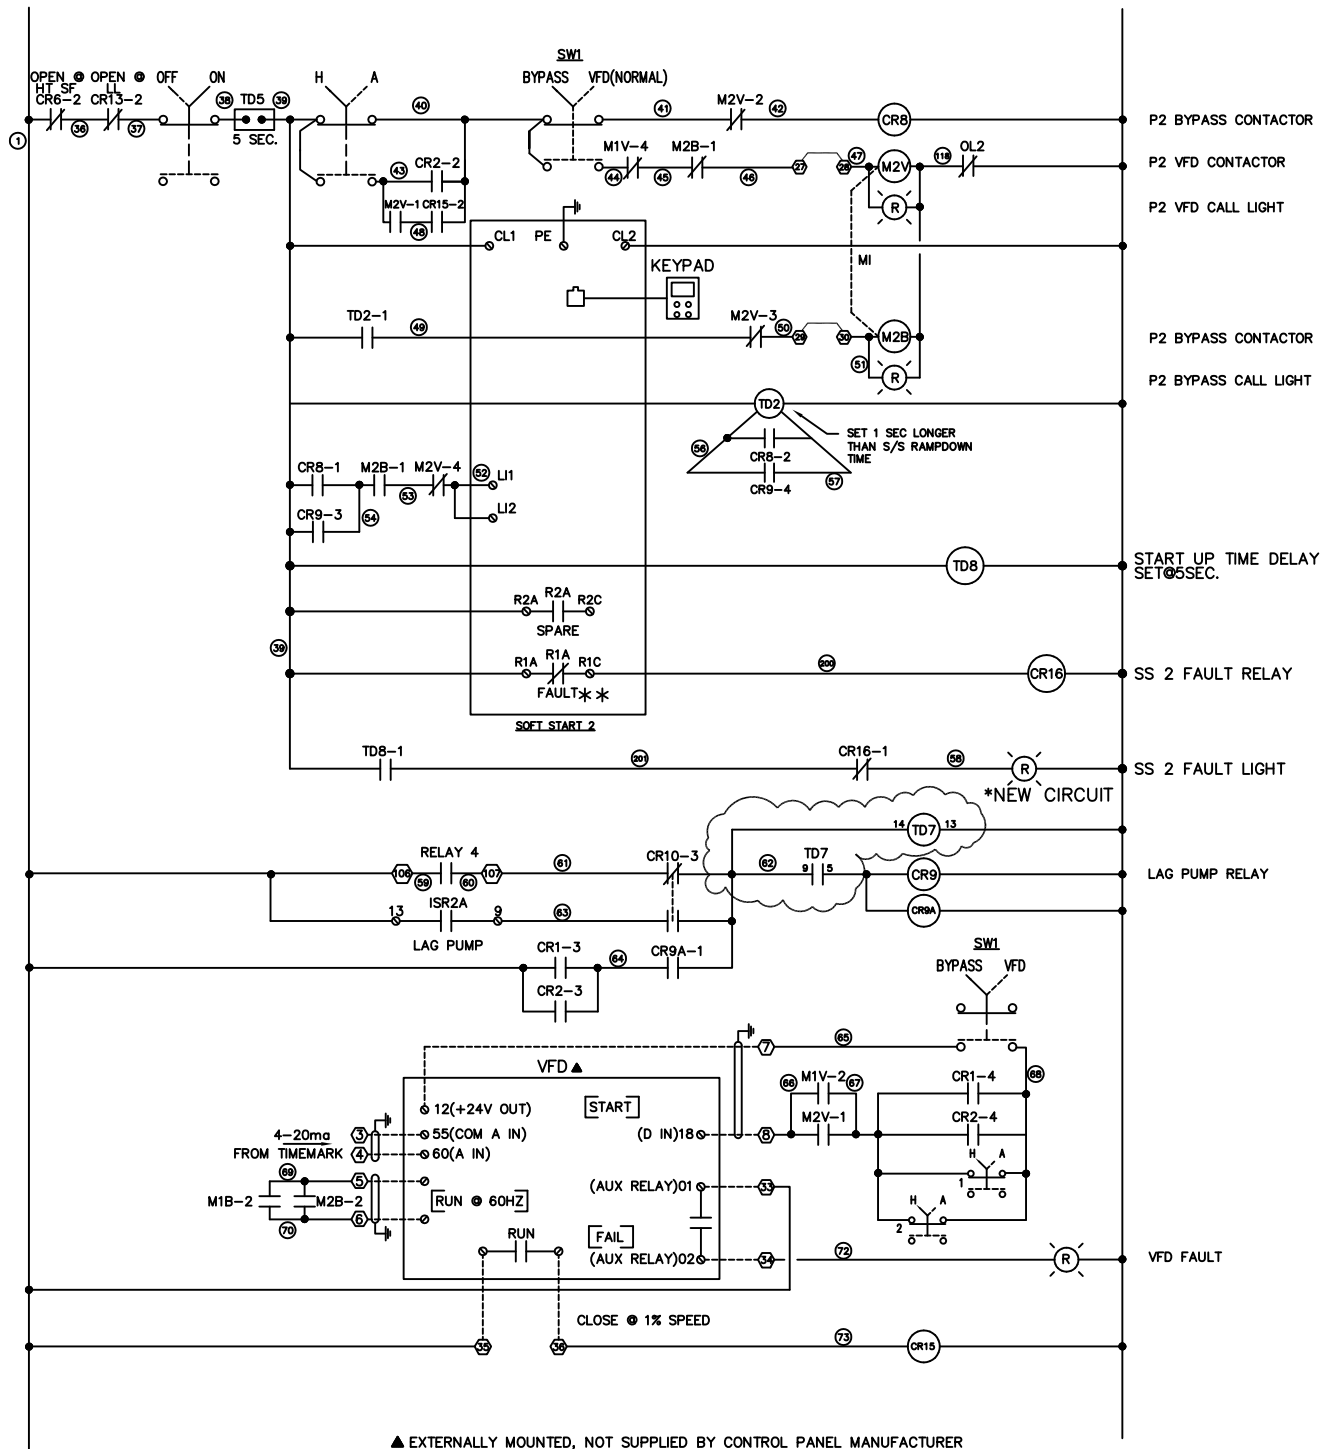 SW1
OPEN @ OPEN @ OFF ON
HT SF LL
CR6-2 CR13-2
38 TD5 39
H A
BYPASS VFD(NORMAL)
40
41 M2V-2 42
1
36 37
5 SEC.
CR8
P2 BYPASS CONTACTOR
43 CR2-2
M1V-4 M2B-1
44 45 46
27 28 47 M2V 118 OL2
P2 VFD CONTACTOR
M2V-1 CR15-2
48
R
P2 VFD CALL LIGHT
CL1 PE CL2
KEYPAD
MI
TD2-1 49
M2V-3 50
29 30 M2B
P2 BYPASS CONTACTOR
51 R
P2 BYPASS CALL LIGHT
TD2
SET 1 SEC LONGER
THAN S/S RAMPDOWN
TIME
56 CR8-2
CR9-4 57
CR8-1 M2B-1 M2V-4 52 LI1
53
CR9-3 54
LI2
TD8
START UP TIME DELAY
SET@5SEC.
R2A R2A R2C
SPARE
39
R1A R1A R1C
FAULT**
200
CR16
SS 2 FAULT RELAY
SOFT START 2
TD8-1 201 CR16-1 58 R
SS 2 FAULT LIGHT
*NEW CIRCUIT
14 TD7 13
RELAY 4
106 59 60 107 61 CR10-3
62 TD7
9 5
CR9
LAG PUMP RELAY
ISR2A
13 9 63
CR9A
LAG PUMP
CR1-3 64 CR9A-1
CR2-3
SW1
BYPASS VFD
7 65
VFD ▲
66 M1V-2 67
CR1-4 68
12(+24V OUT)
[START]
M2V-1
CR2-4
4-20ma
FROM TIMEMARK
3 55(COM A IN)
(D IN)18 8
4 60(A IN)
H A
1
69 5
M1B-2 M2B-2
[RUN @ 60HZ]
(AUX RELAY)01 33
H A
2
70 6
RUN
[FAIL]
(AUX RELAY)02 34 72 R
VFD FAULT
CLOSE @ 1% SPEED
35 36 73 CR15
▲ EXTERNALLY MOUNTED, NOT SUPPLIED BY CONTROL PANEL MANUFACTURER